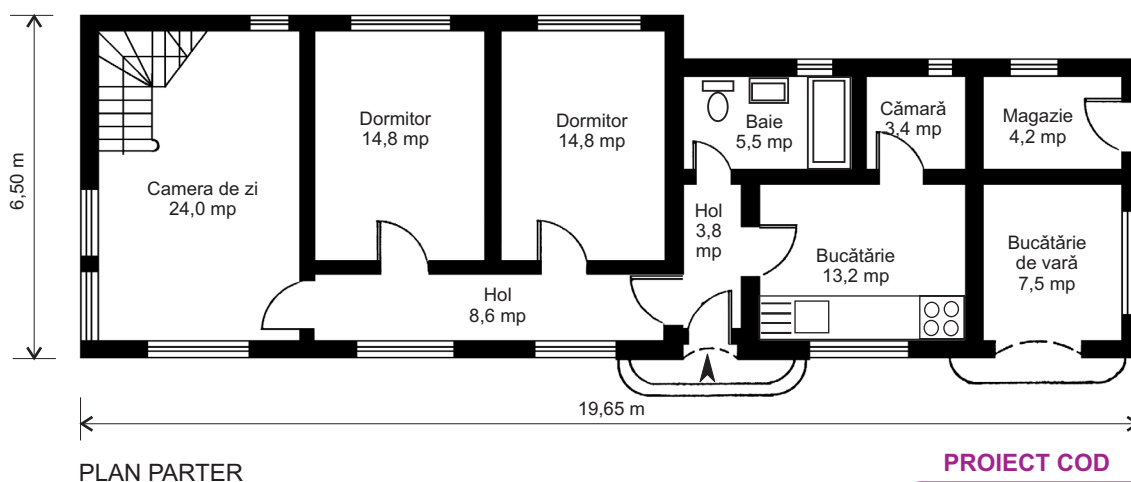 6,50 m
Camera de zi
24,0 mp
Dormitor
14,8 mp
Dormitor
14,8 mp
Hol
8,6 mp
Baie
5,5 mp
Hol
3,8
mp
Cămară
3,4 mp
Bucătărie
13,2 mp
Magazie
4,2 mp
Bucătărie
de vară
7,5 mp
19,65 m
PLAN PARTER
PROIECT COD